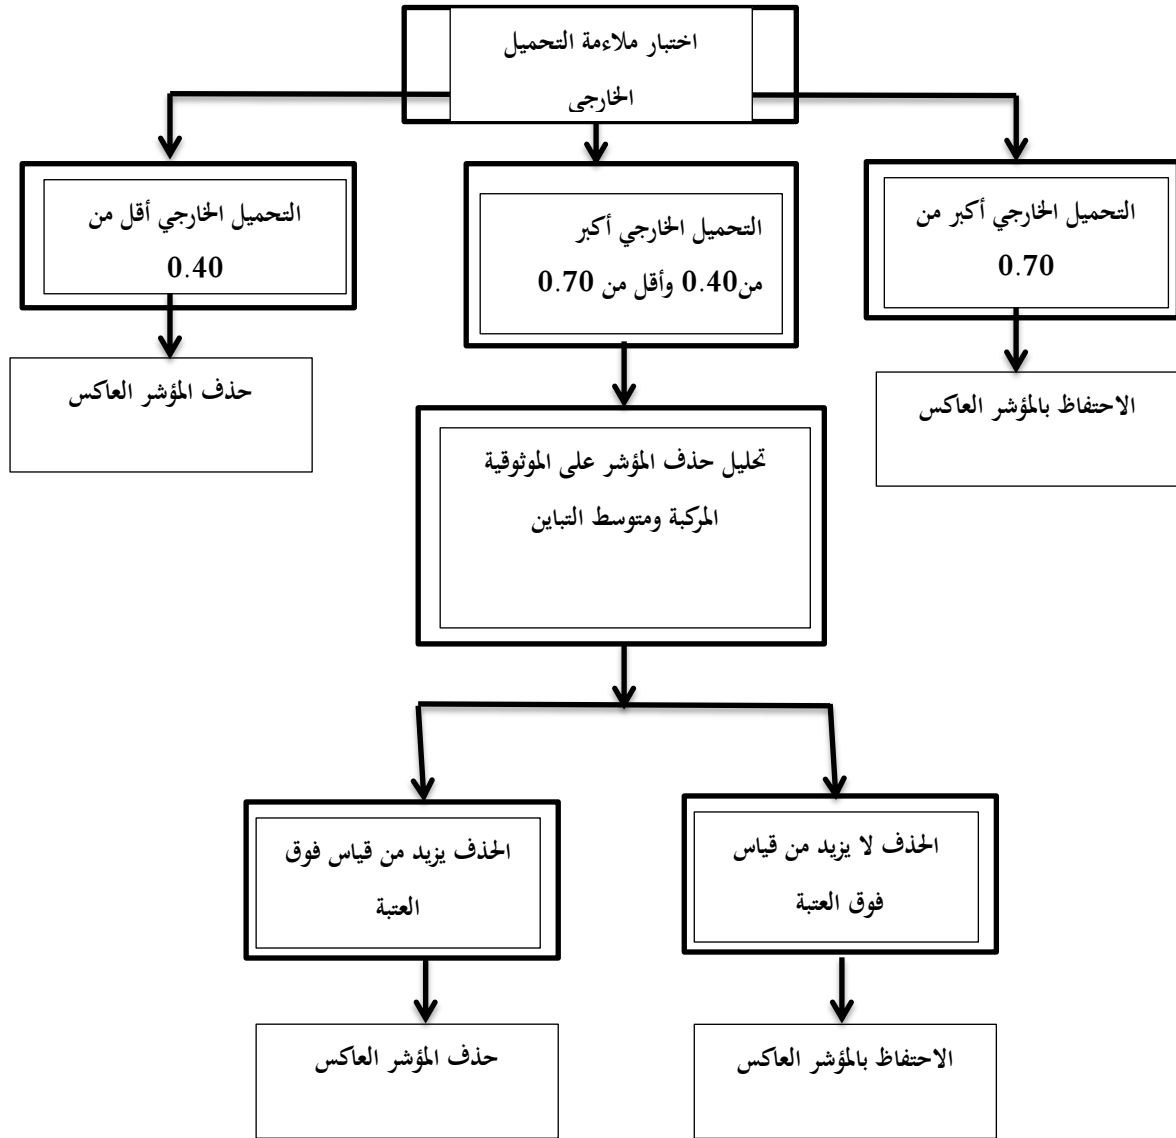 اختبار ملاءمة التحميل
الخارجي
التحميل الخارجي أكبر من
0.70
التحميل الخارجي أكبر
من0.40 وأقل من 0.70
التحميل الخارجي أقل من
0.40
الاحتفاظ بالمؤشر العاكس
حذف المؤشر العاكس
تحليل حذف المؤشر على الموثوقية
المركبة ومتوسط التباين
الحذف لا يزيد من قياس
فوق العتبة
الحذف يزيد من قياس فوق
العتبة
الاحتفاظ بالمؤشر العاكس
حذف المؤشر العاكس